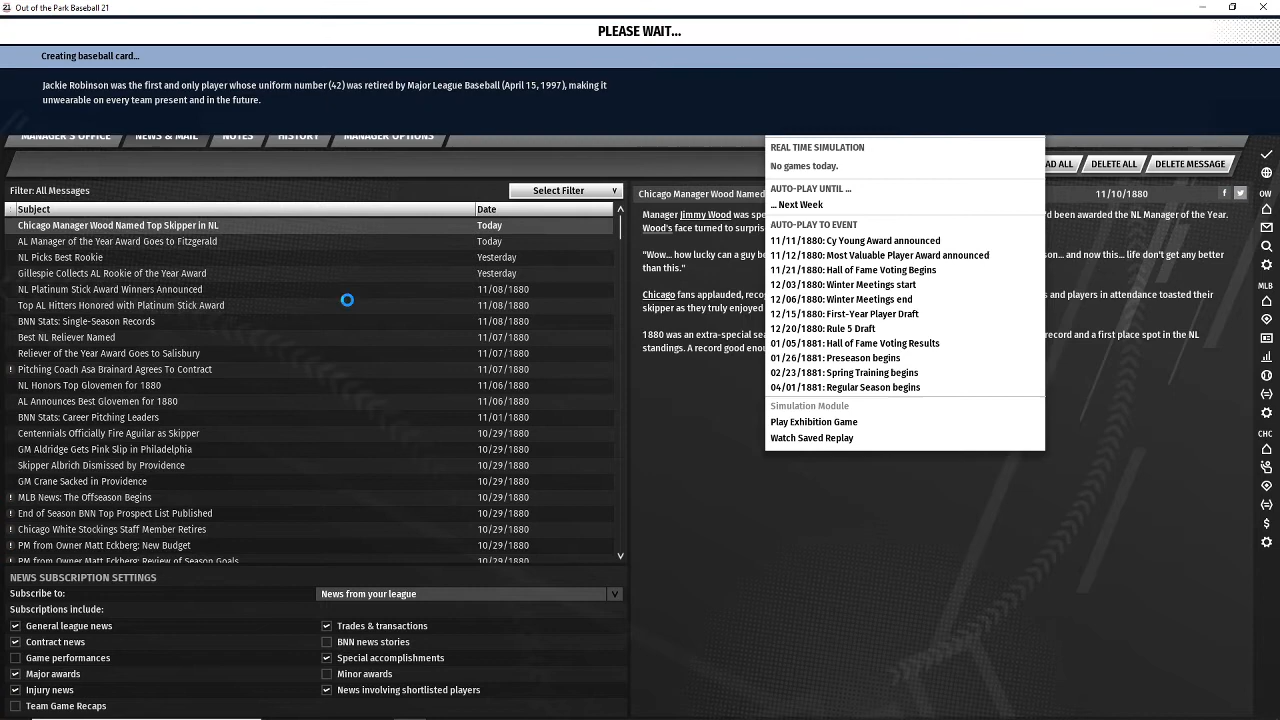 Out of the Park Baseball 21
PLEASE WAIT...
Creating baseball card...
Jackie Robinson was the first and only player whose uniform number (42) was retired by Major League Baseball (April 15, 1997), making it
unwearable on every team present and in the future.
MANAGER'S OFFICE NEWS & MAIL NOTES HISTORY MANAGER OPTIONS
AD ALL DELETE ALL DELETE MESSAGE
Filter: All Messages Select Filter
Subject Date
Chicago Manager Wood Named Top Skipper in NL Today
AL Manager of the Year Award Goes to Fitzgerald Today
NL Picks Best Rookie Yesterday
Gillespie Collects AL Rookie of the Year Award Yesterday
NL Platinum Stick Award Winners Announced 11/08/1880
Top AL Hitters Honored with Platinum Stick Award 11/08/1880
BNN Stats: Single-Season Records 11/08/1880
Best NL Reliever Named 11/07/1880
Reliever of the Year Award Goes to Salisbury 11/07/1880
! Pitching Coach Asa Brainard Agrees To Contract 11/07/1880
NL Honors Top Glovemen for 1880 11/06/1880
AL Announces Best Glovemen of 1880 11/06/1880
BNN Stats: Career Pitching Leaders 11/01/1880
Centennials Officially Fire Aguilar as Skipper 10/29/1880
GM Aldridge Gets Pink Slip in Philadelphia 10/29/1880
Skipper Albrich Dismissed by Providence 10/29/1880
GM Crane Sacked in Providence 10/29/1880
! MLB News: The Offseason Begins 10/29/1880
! End of Season BNN Top Prospect List Published 10/29/1880
! Chicago White Stockings Staff Member Retires 10/29/1880
! PM from Owner Matt Eckberg: New Budget 10/29/1880
! PM from Owner Matt Eckberg: Review of Season Goals 10/29/1880
NEWS SUBSCRIPTION SETTINGS
Subscribe to: News from your league
Subscriptions include:
General league news Trades & transactions
Contract news BNN news stories
Game performances Special accomplishments
Major awards Minor awards
Injury news News involving shortlisted players
Team Game Recaps
Chicago Manager Wood Named 11/10/1880
Manager Jimmy Wood was spe 'd been awarded the NL Manager of the Year.
Wood's face turned to surpris
"Wow... how lucky can a guy be son... and now this... life don't get any better
than this."
Chicago fans applauded, reco s and players in attendance toasted their
skipper as they truly enjoyed
1880 was an extra-special sea record and a first place spot in the NL
standings. A record good enou
REAL TIME SIMULATION
No games today.
AUTO-PLAY UNTIL ...
... Next Week
AUTO-PLAY TO EVENT
11/11/1880: Cy Young Award announced
11/12/1880: Most Valuable Player Award announced
11/21/1880: Hall of Fame Voting Begins
12/03/1880: Winter Meetings start
12/06/1880: Winter Meetings end
12/15/1880: First-Year Player Draft
12/20/1880: Rule 5 Draft
01/05/1881: Hall of Fame Voting Results
01/26/1881: Preseason begins
02/23/1881: Spring Training begins
04/01/1881: Regular Season begins
Simulation Module
Play Exhibition Game
Watch Saved Replay
OW
MLB
CHC